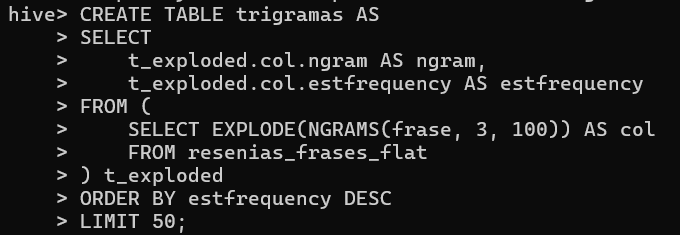 hive> CREATE TABLE trigramas AS
    > SELECT
    >     t_exploded.col.ngram AS ngram,
    >     t_exploded.col.estfrequency AS estfrequency
    > FROM (
    >     SELECT EXPLODE(NGRAMS(frase, 3, 100)) AS col
    >     FROM resenias_frases_flat
    > ) t_exploded
    > ORDER BY estfrequency DESC
    > LIMIT 50;